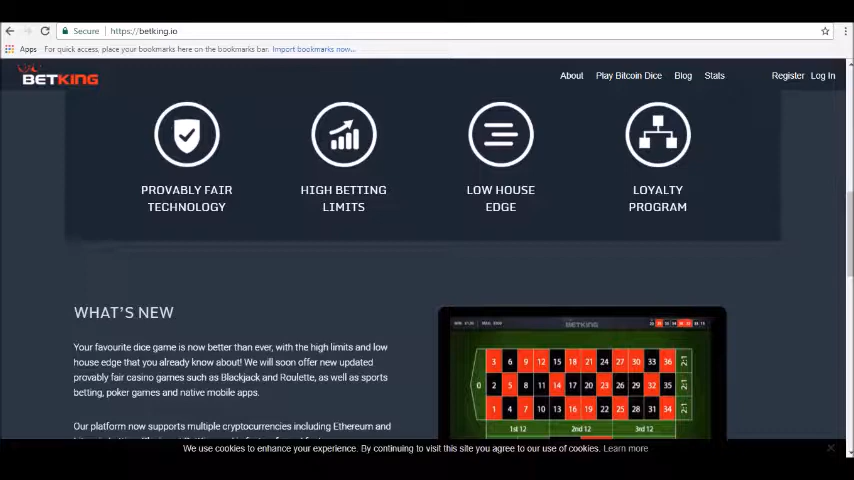 Secure https://betking.io
Apps For quick access, place your bookmarks here on the bookmarks bar. Import bookmarks now...
BETKING About Play Bitcoin Dice Blog Stats Register Log In
PROVABLY FAIR
TECHNOLOGY
HIGH BETTING
LIMITS
LOW HOUSE
EDGE
LOYALTY
PROGRAM
WHAT'S NEW
Your favourite dice game is now better than ever, with the high limits and low
house edge that you already know about! We will soon offer new updated
provably fair casino games such as Blackjack and Roulette, as well as sports
betting, poker games and native mobile apps.
Our platform now supports multiple cryptocurrencies including Ethereum and
BETKING
3 6 9 12 15 18 21 24 27 30 33 36 2:1
0 2 5 8 11 14 17 20 23 26 29 32 35 2:1
1 4 7 10 13 16 19 22 25 28 31 34 2:1
1st 12 2nd 12 3rd 12
We use cookies to enhance your experience. By continuing to visit this site you agree to our use of cookies. Learn more